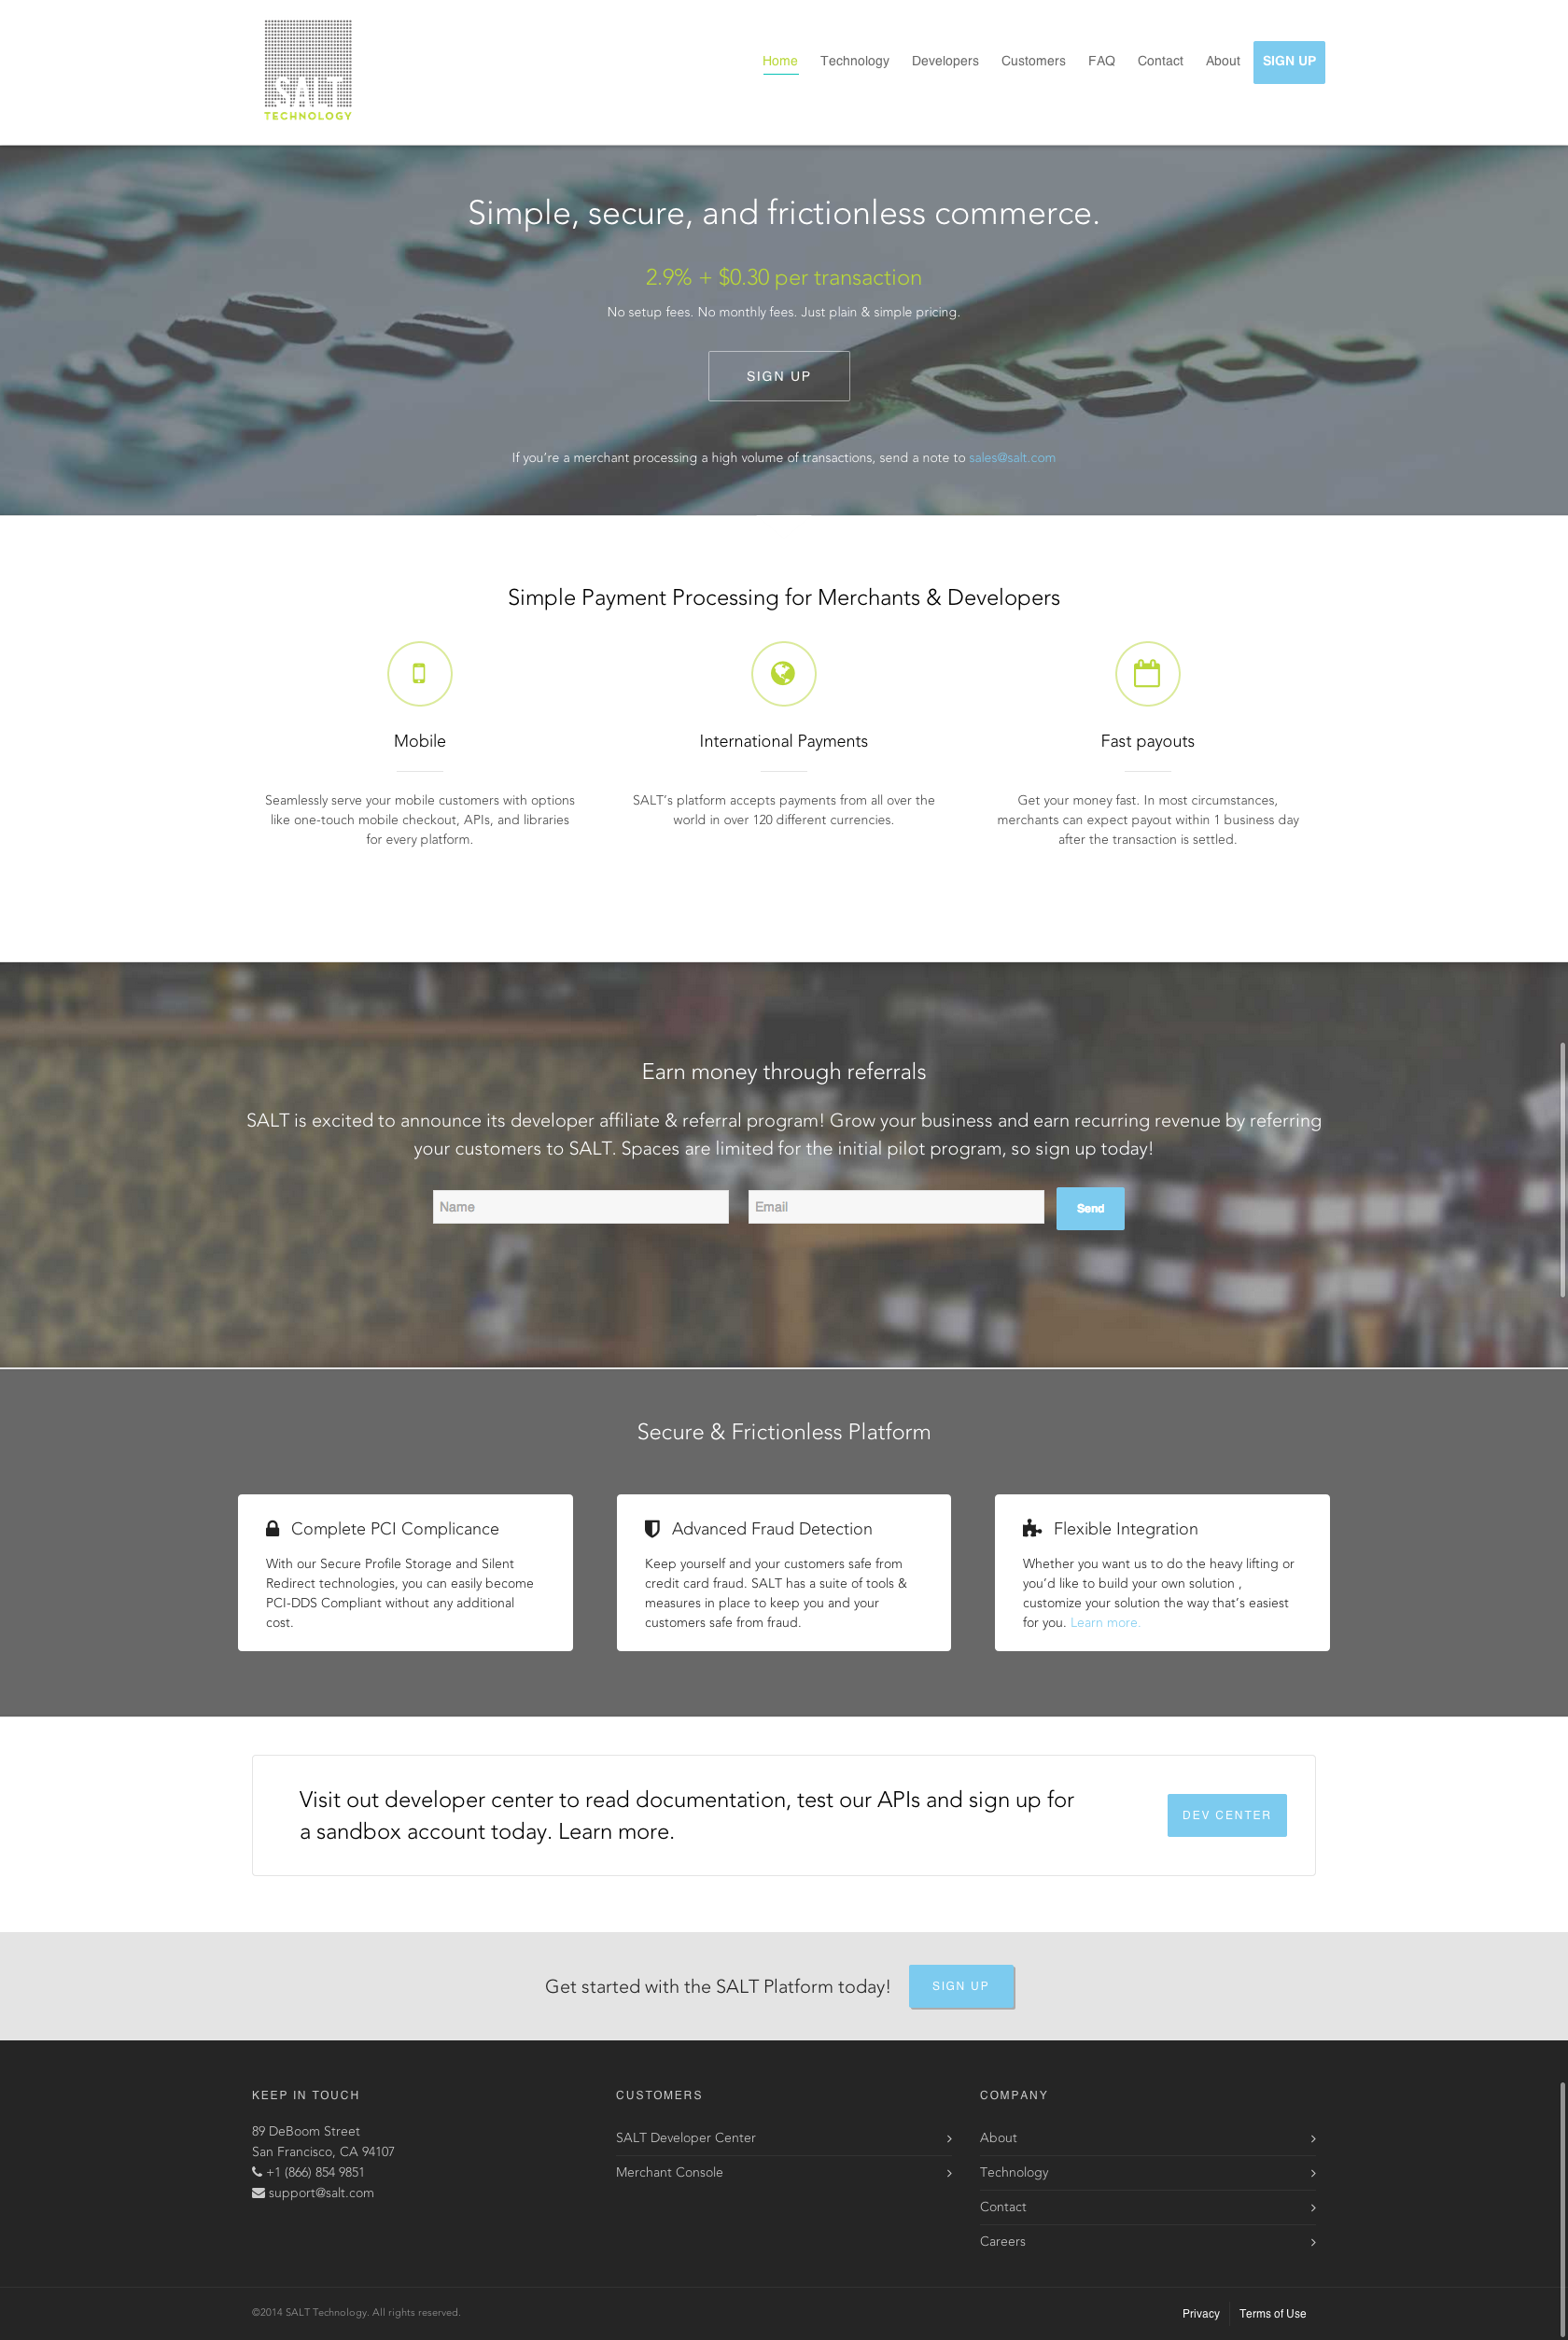 SALT
TECHNOLOGY
Home
Technology
Developers
Customers
FAQ
Contact
About
SIGN UP
Simple, secure, and frictionless commerce.
2.9% + $0.30 per transaction
No setup fees. No monthly fees. Just plain & simple pricing.
SIGN UP
If you're a merchant processing a high volume of transactions, send a note to sales@salt.com
Simple Payment Processing for Merchants & Developers
Mobile
Seamlessly serve your mobile customers with options
like one-touch mobile checkout, APIs, and libraries
for every platform.
International Payments
SALT's platform accepts payments from all over the
world in over 120 different currencies.
Fast payouts
Get your money fast. In most circumstances,
merchants can expect payout within 1 business day
after the transaction is settled.
Earn money through referrals
SALT is excited to announce its developer affiliate & referral program! Grow your business and earn recurring revenue by referring
your customers to SALT. Spaces are limited for the initial pilot program, so sign up today!
Name
Email
Send
Secure & Frictionless Platform
Complete PCI Complicance
With our Secure Profile Storage and Silent
Redirect technologies, you can easily become
PCI-DDS Compliant without any additional
cost.
Advanced Fraud Detection
Keep yourself and your customers safe from
credit card fraud. SALT has a suite of tools &
measures in place to keep you and your
customers safe from fraud.
Flexible Integration
Whether you want us to do the heavy lifting or
you'd like to build your own solution ,
customize your solution the way that's easiest
for you. Learn more.
Visit out developer center to read documentation, test our APIs and sign up for
a sandbox account today. Learn more.
DEV CENTER
Get started with the SALT Platform today!
SIGN UP
KEEP IN TOUCH
89 DeBoom Street
San Francisco, CA 94107
+1 (866) 854 9851
support@salt.com
CUSTOMERS
SALT Developer Center
Merchant Console
COMPANY
About
Technology
Contact
Careers
©2014 SALT Technology. All rights reserved.
Privacy
Terms of Use